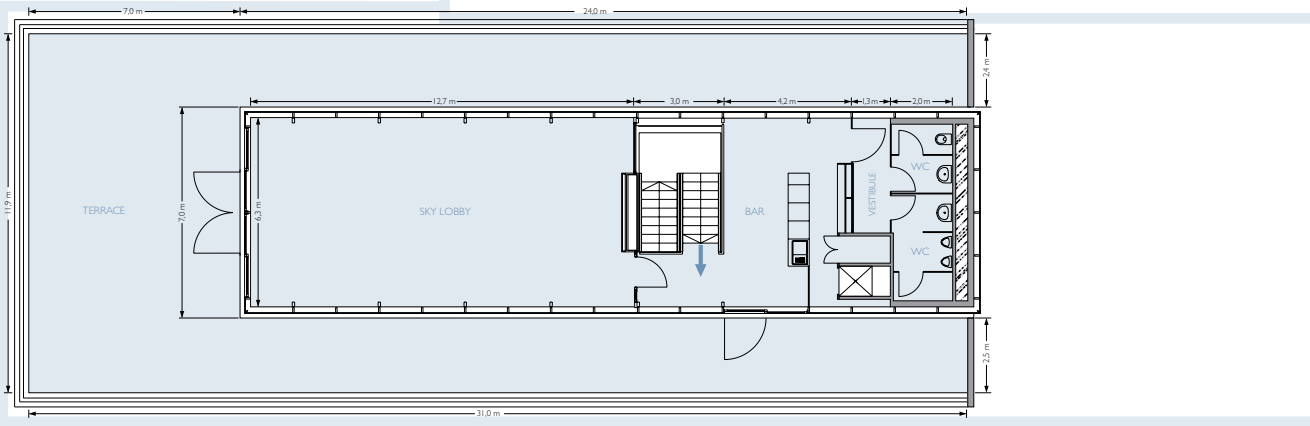 7,0 m
24,0 m
2,4 m
12,7 m
3,0 m
4,2 m
1,3 m
2,0 m
WC
VESTIBULE
11,9 m
TERRACE
7,0 m
6,3 m
SKY LOBBY
BAR
WC
2,5 m
31,0 m